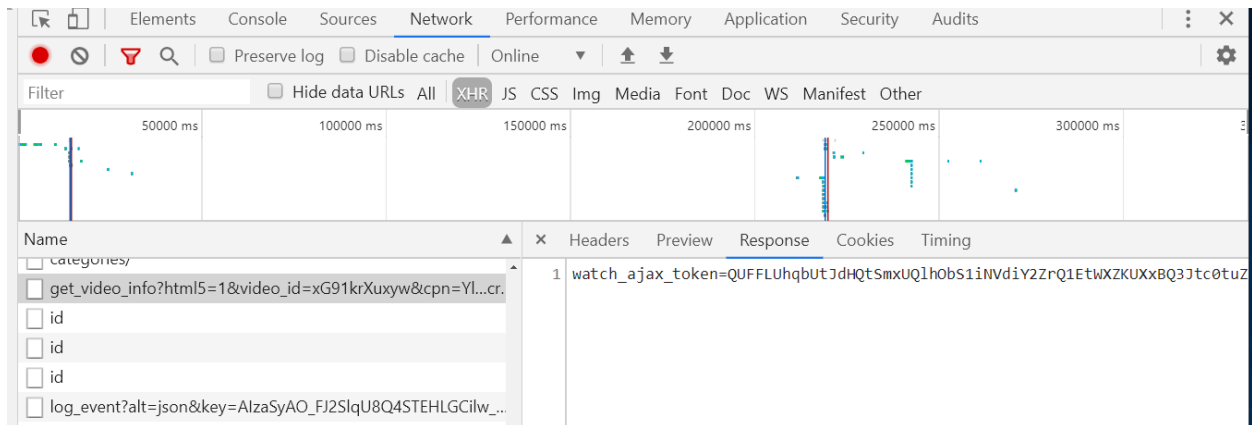 Elements Console Sources Network Performance Memory Application Security Audits
Preserve log Disable cache Online
Filter Hide data URLs All XHR JS CSS Img Media Font Doc WS Manifest Other
50000 ms 100000 ms 150000 ms 200000 ms 250000 ms 300000 ms
Name Headers Preview Response Cookies Timing
categories/
1 watch_ajax_token=QUFFLUhqbUtJdHQtSmxUQlhObS1iNVdiY2ZrQ1EtWXZKUXxBQ3Jtc0tuZ
get_video_info?html5=1&video_id=xG91krXuxyw&cpn=Yl...cr.
id
id
id
log_event?alt=json&key=AIzaSyAO_FJ2SlqU8Q4STEHLGCilw_...